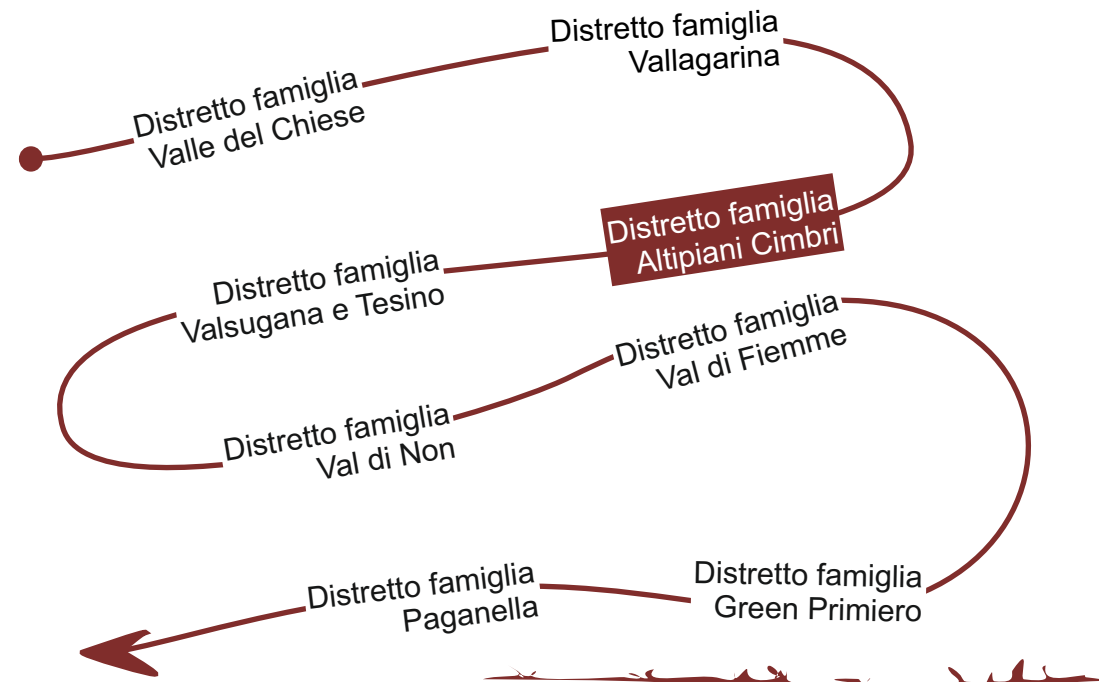 Distretto famiglia
Valle del Chiese
Distretto famiglia
Vallagarina
Distretto famiglia
Altipiani Cimbri
Distretto famiglia
Valsugana e Tesino
Distretto famiglia
Val di Non
Distretto famiglia
Val di Fiemme
Distretto famiglia
Green Primiero
Distretto famiglia
Paganella